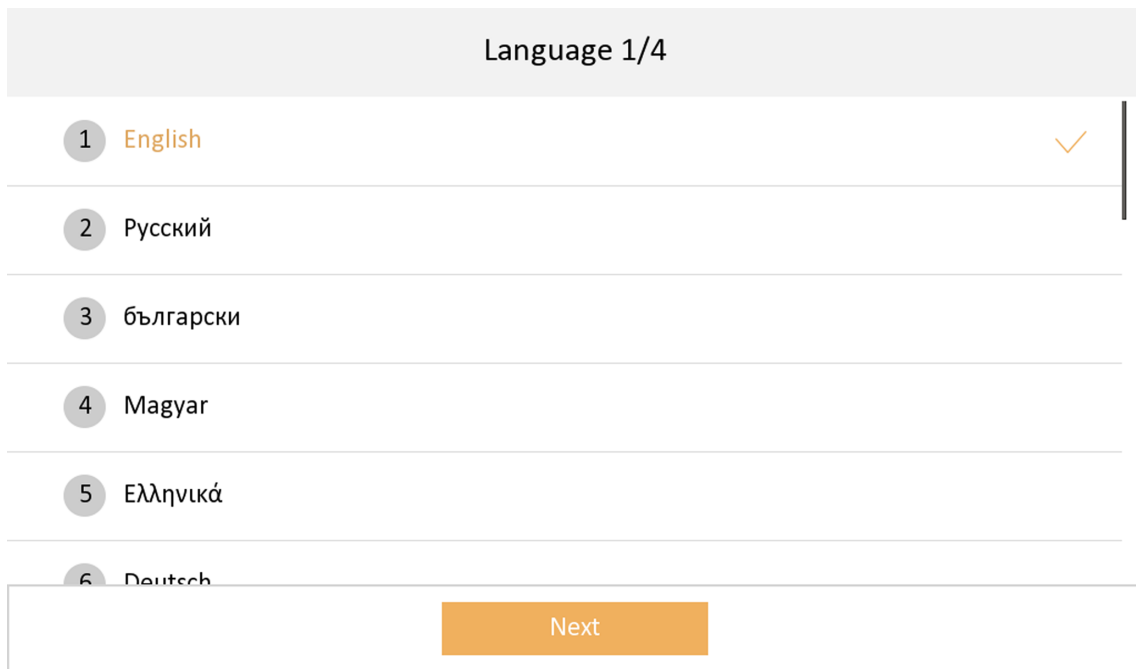 Language 1/4
1 English
2 Русский
3 български
4 Magyar
5 Ελληνικά
6 Deutsch
Next